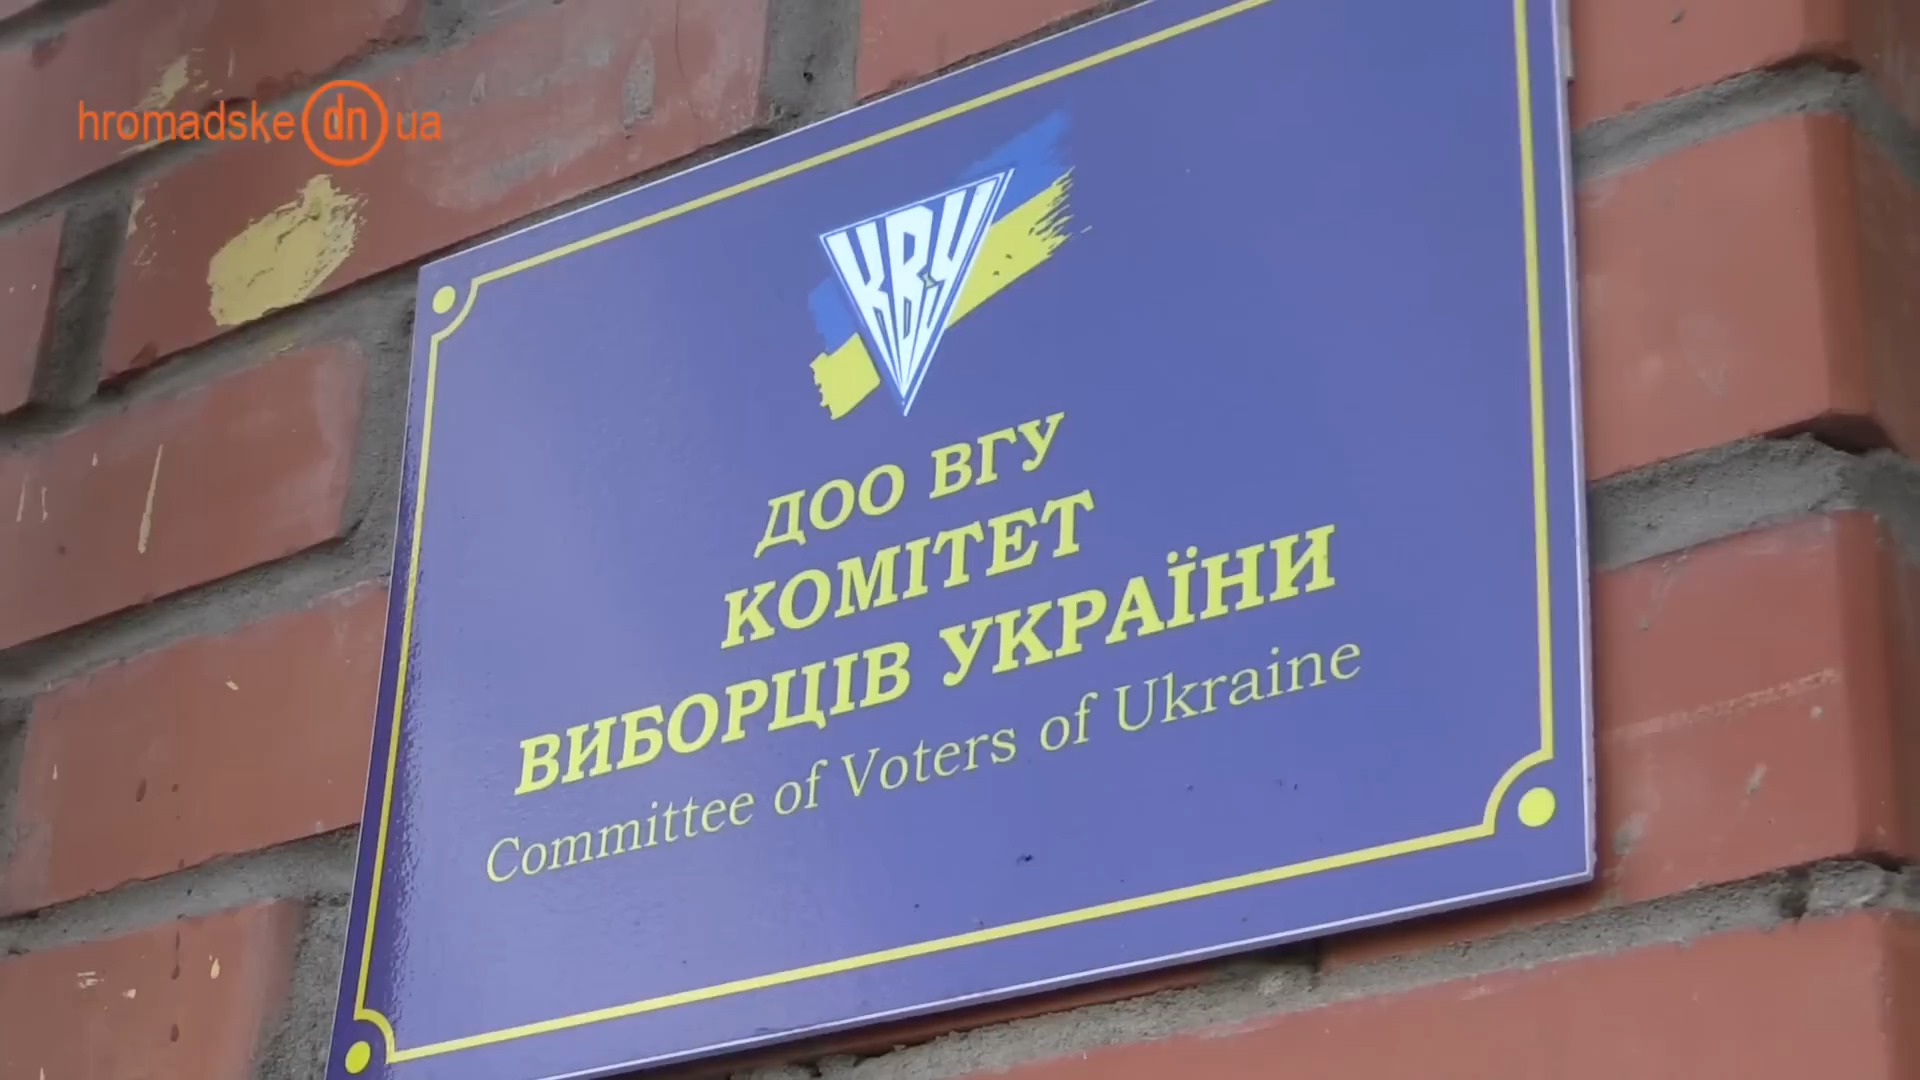 hromadske dn ua
КВУ
ДОО ВГУ
КОМІТЕТ
ВИБОРЦІВ УКРАЇНИ
Committee of Voters of Ukraine